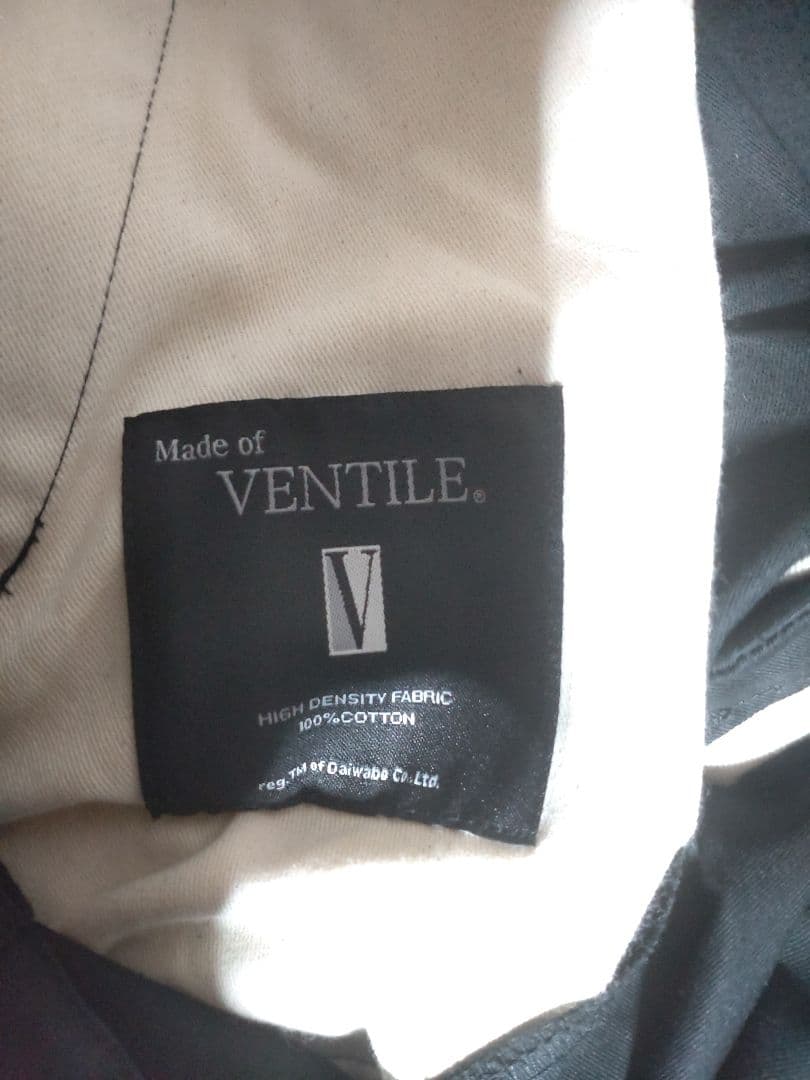 Made of
VENTILE®
V
HIGH DENSITY FABRIC
100%COTTON
reg.TM of Daiwabo Co.,Ltd.